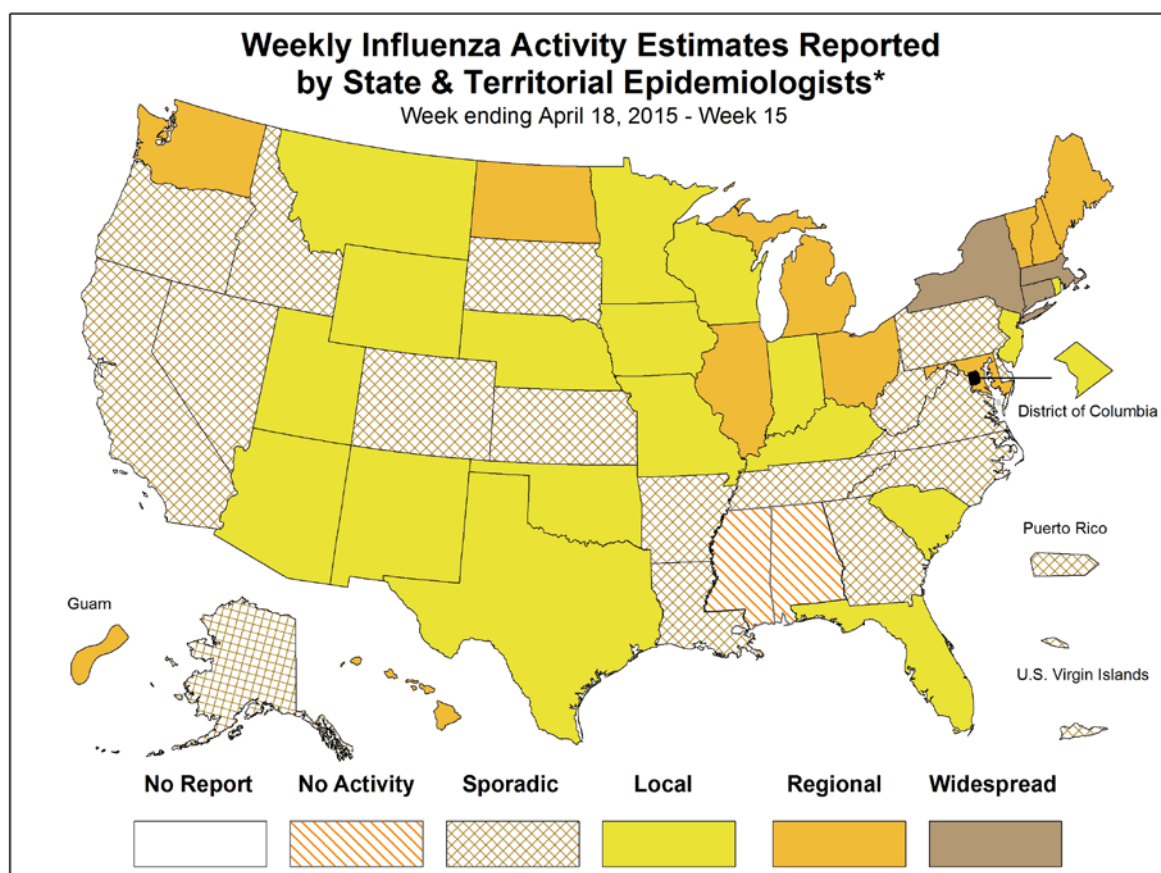 Weekly Influenza Activity Estimates Reported
by State & Territorial Epidemiologists*
Week ending April 18, 2015 - Week 15
District of Columbia
Puerto Rico
Guam
U.S. Virgin Islands
No Report No Activity Sporadic Local Regional Widespread